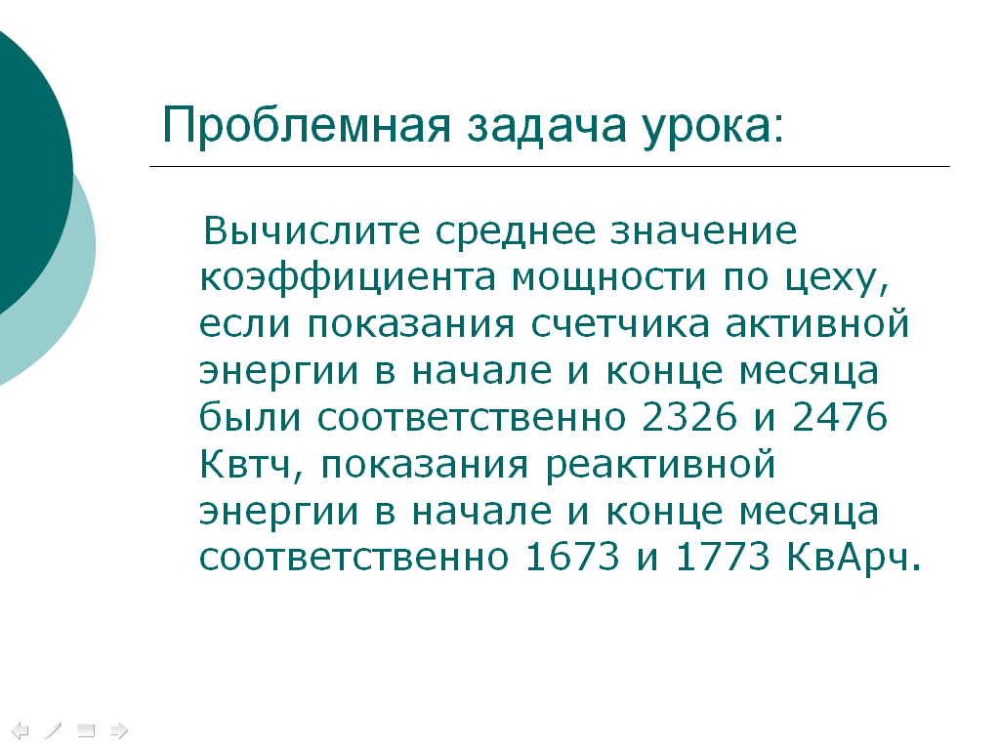 Проблемная задача урока:
Вычислите среднее значение
коэффициента мощности по цеху,
если показания счетчика активной
энергии в начале и конце месяца
были соответственно 2326 и 2476
Квтч, показания реактивной
энергии в начале и конце месяца
соответственно 1673 и 1773 КвАрч.